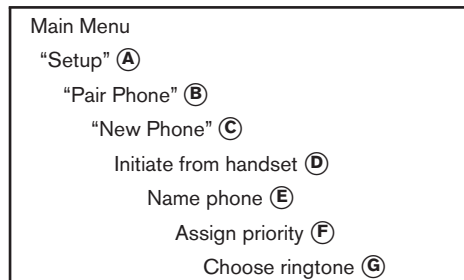 Main Menu
“Setup” Ⓐ
“Pair Phone” Ⓑ
“New Phone” Ⓒ
Initiate from handset Ⓓ
Name phone Ⓔ
Assign priority Ⓕ
Choose ringtone Ⓖ